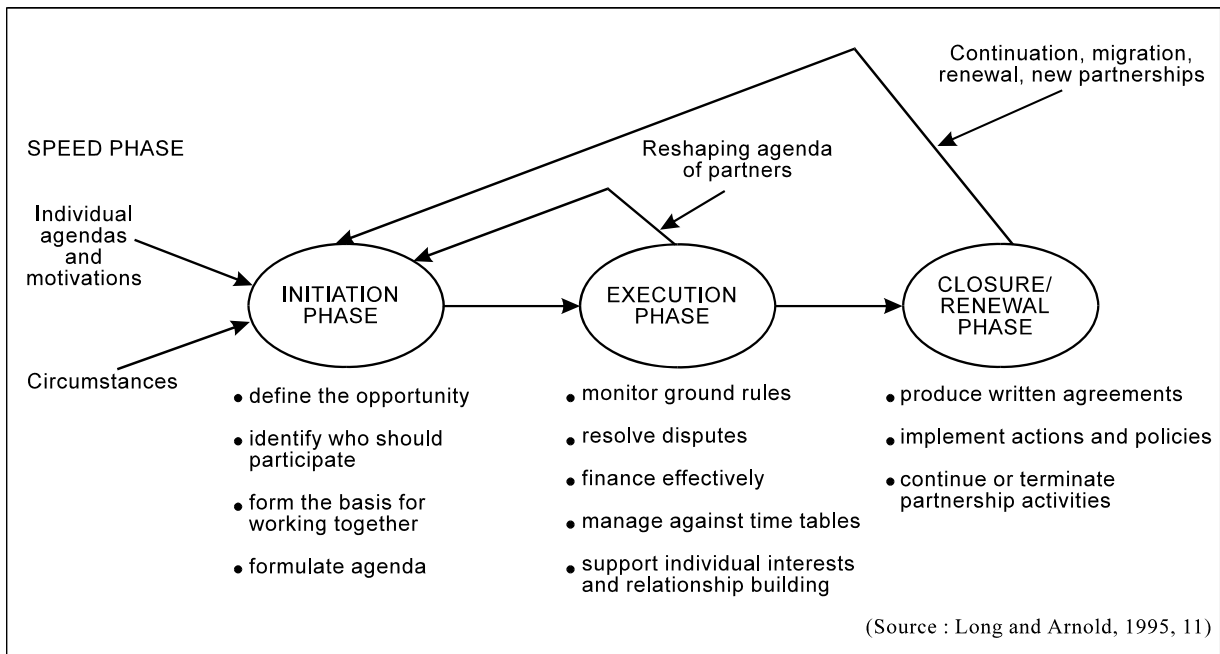 Continuation, migration,
renewal, new partnerships
SPEED PHASE
Reshaping agenda
of partners
Individual
agendas
and
motivations
INITIATION
PHASE
EXECUTION
PHASE
CLOSURE/
RENEWAL
PHASE
Circumstances
• define the opportunity
• identify who should
participate
• form the basis for
working together
• formulate agenda
• monitor ground rules
• resolve disputes
• finance effectively
• manage against time tables
• support individual interests
and relationship building
• produce written agreements
• implement actions and policies
• continue or terminate
partnership activities
(Source : Long and Arnold, 1995, 11)